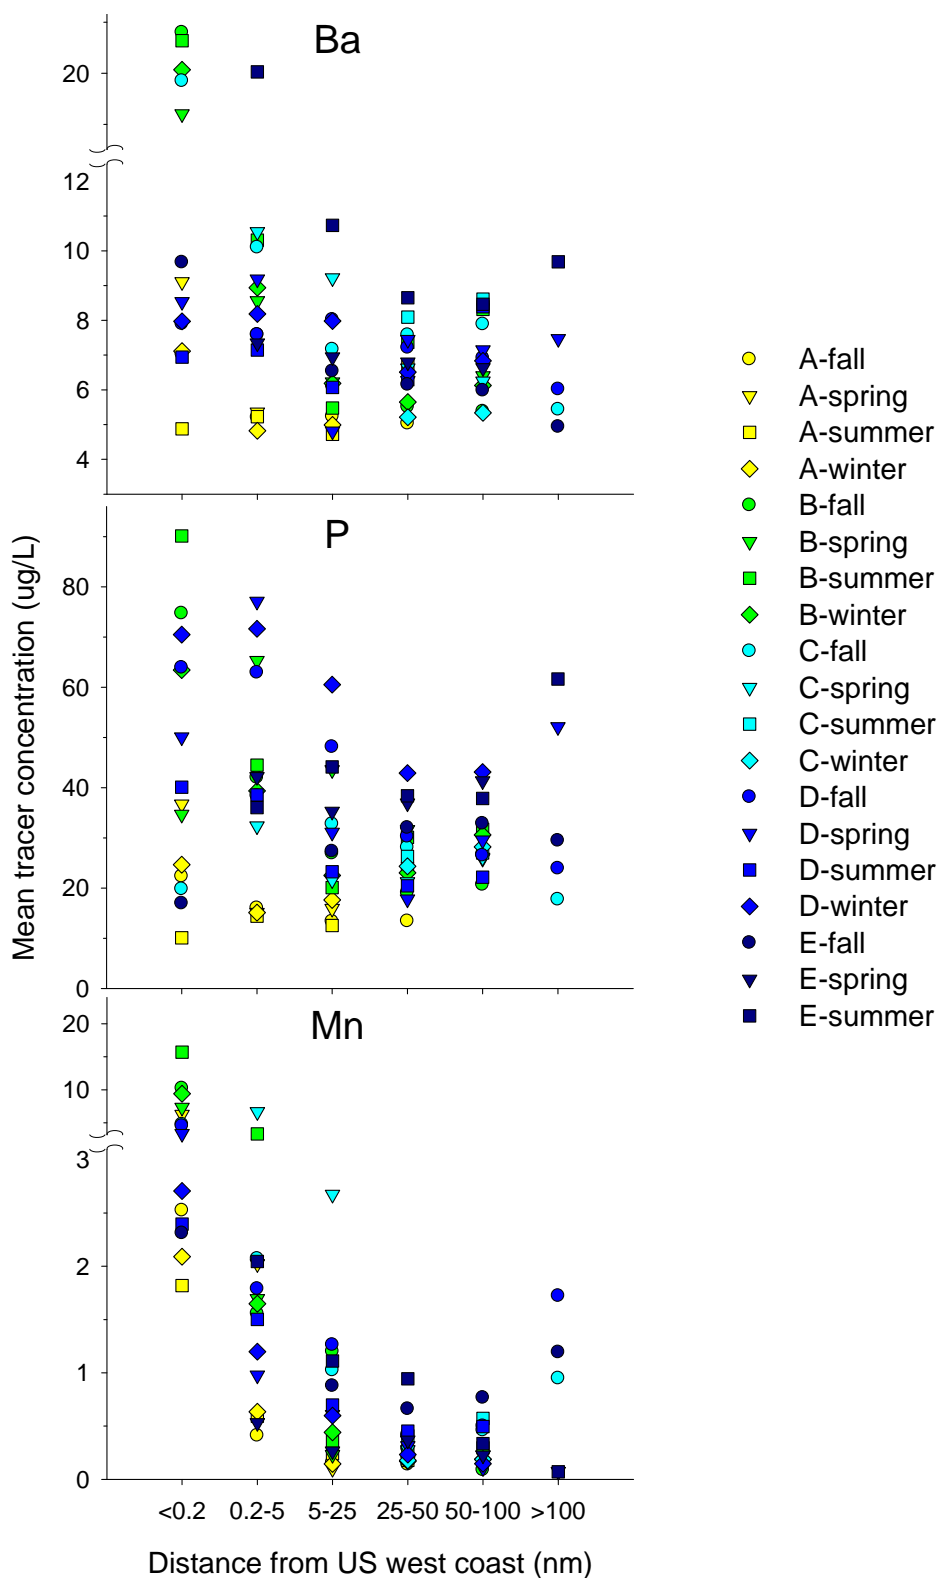 Ba
20
12
10
8
6
4
P
80
60
40
20
0
Mn
20
10
3
2
1
0
<0.2 0.2-5 5-25 25-50 50-100 >100
Distance from US west coast (nm)
Mean tracer concentration (ug/L)
A-fall
A-spring
A-summer
A-winter
B-fall
B-spring
B-summer
B-winter
C-fall
C-spring
C-summer
C-winter
D-fall
D-spring
D-summer
D-winter
E-fall
E-spring
E-summer